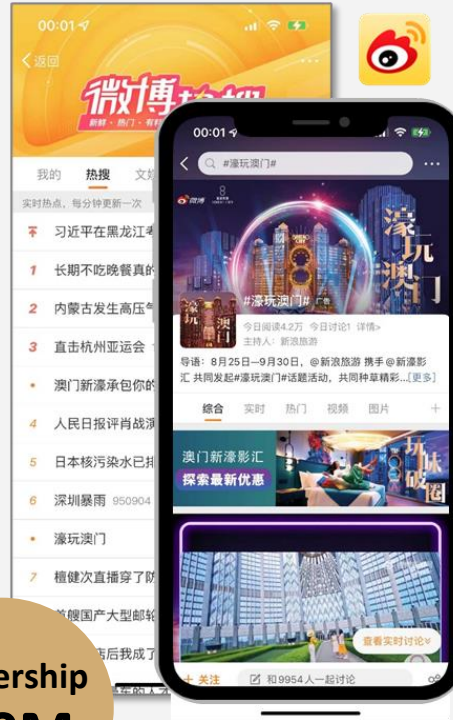 00:01
返回
微博热搜
新鲜·热门·有料
我的 热搜
实时热点，每分钟更新一次
习近平在黑龙江考
1 长期不吃晚餐真的
2 内蒙古发生高压气
3 直击杭州亚运会
• 澳门新濠承包你的
4 人民日报评肖战演
5 日本核污染水已排
6 深圳暴雨 950904
• 濠玩澳门
7 檀健次直播穿了防
艘国产大型邮轮
店后我成了
ership
00:01
#濠玩澳门#
微博
濠玩澳门
#濠玩澳门# 广告
今日阅读4.2万 今日讨论1 详情>
主持人：新浪旅游
导语：8月25日—9月30日，@新浪旅游 携手@新濠影
汇 共同发起#濠玩澳门#话题活动，共同种草精彩...[更多]
综合 实时 热门 视频 图片 +
澳门新濠影汇
探索最新优惠
玩味破圈
查看实时讨论
+ 关注
和9954人一起讨论